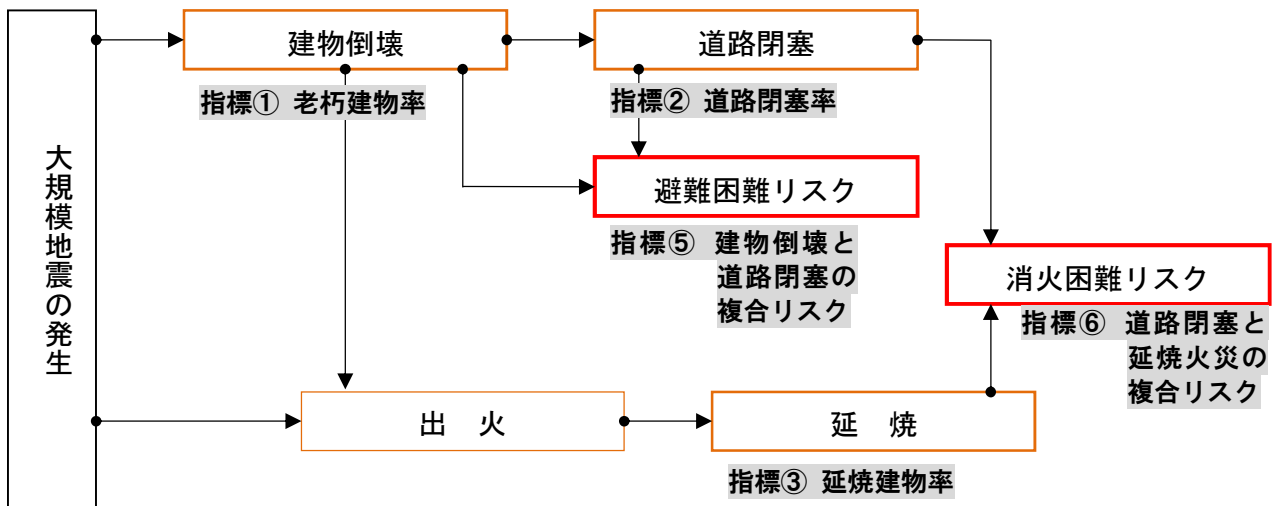 大規模地震の発生
建物倒壊
道路閉塞
指標① 老朽建物率
指標② 道路閉塞率
避難困難リスク
指標⑤ 建物倒壊と
道路閉塞の
複合リスク
消火困難リスク
指標⑥ 道路閉塞と
延焼火災の
複合リスク
出　火
延　焼
指標③ 延焼建物率